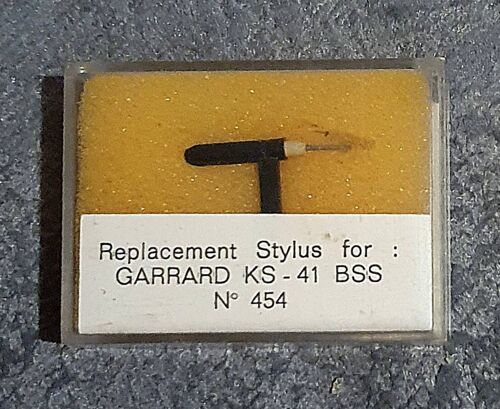 Replacement Stylus for :
GARRARD KS - 41 BSS
N° 454